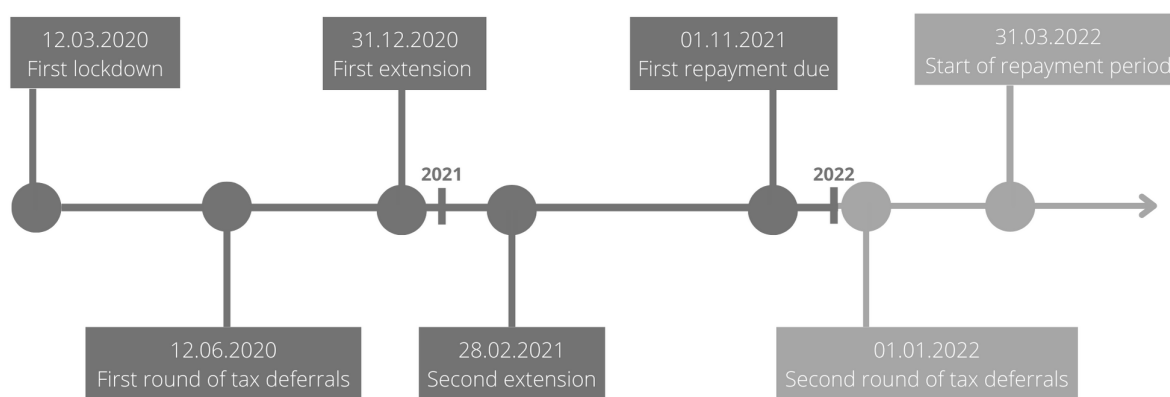 12.03.2020
First lockdown
31.12.2020
First extension
01.11.2021
First repayment due
31.03.2022
Start of repayment period
2021
2022
12.06.2020
First round of tax deferrals
28.02.2021
Second extension
01.01.2022
Second round of tax deferrals